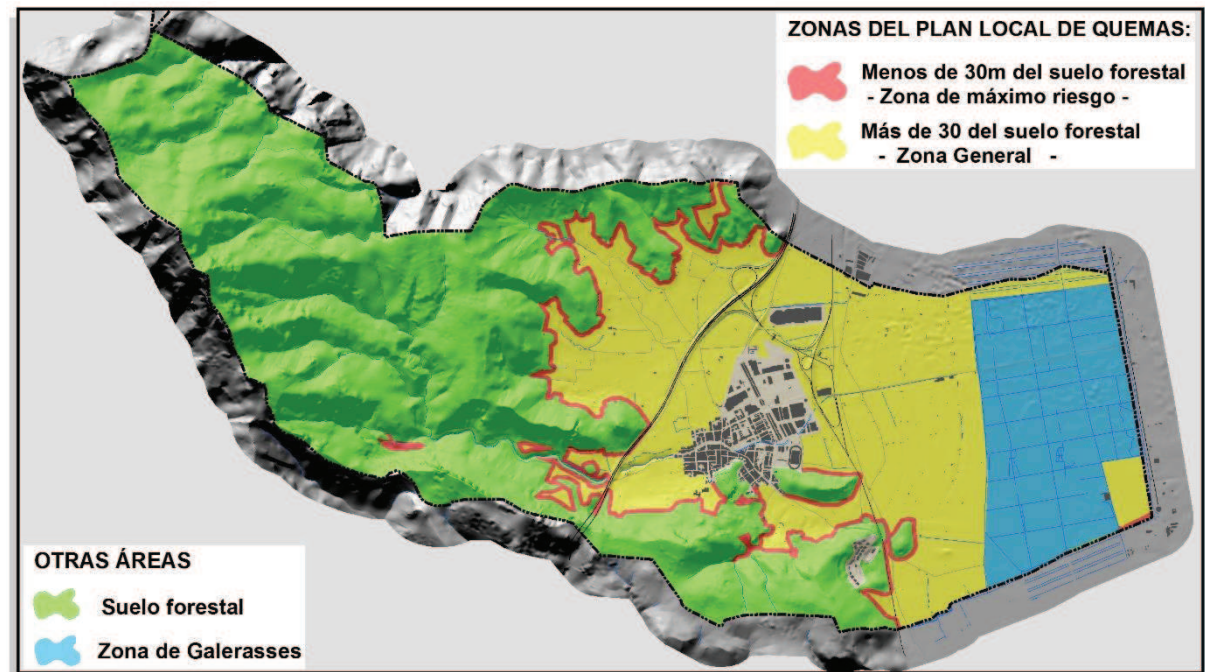 ZONAS DEL PLAN LOCAL DE QUEMAS:
Menos de 30m del suelo forestal
- Zona de máximo riesgo -
Más de 30 del suelo forestal
- Zona General -
OTRAS ÁREAS
Suelo forestal
Zona de Galerasses